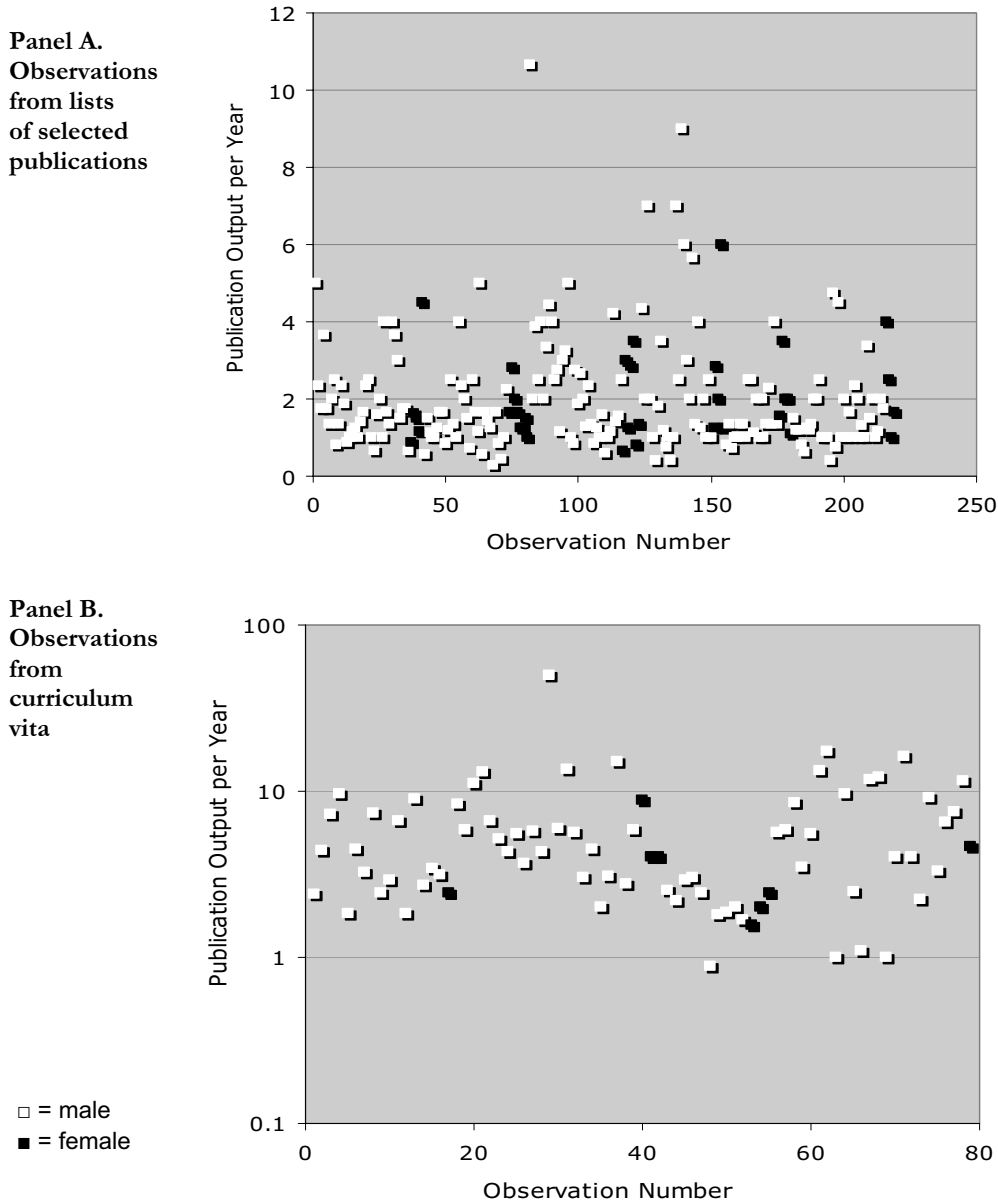 Panel A.
Observations
from lists
of selected
publications
Publication Output per Year
12
10
8
6
4
2
0
0 50 100 150 200 250
Observation Number
Panel B.
Observations
from
curriculum
vita
Publication Output per Year
100
10
1
0.1
0 20 40 60 80
Observation Number
□ = male
■ = female